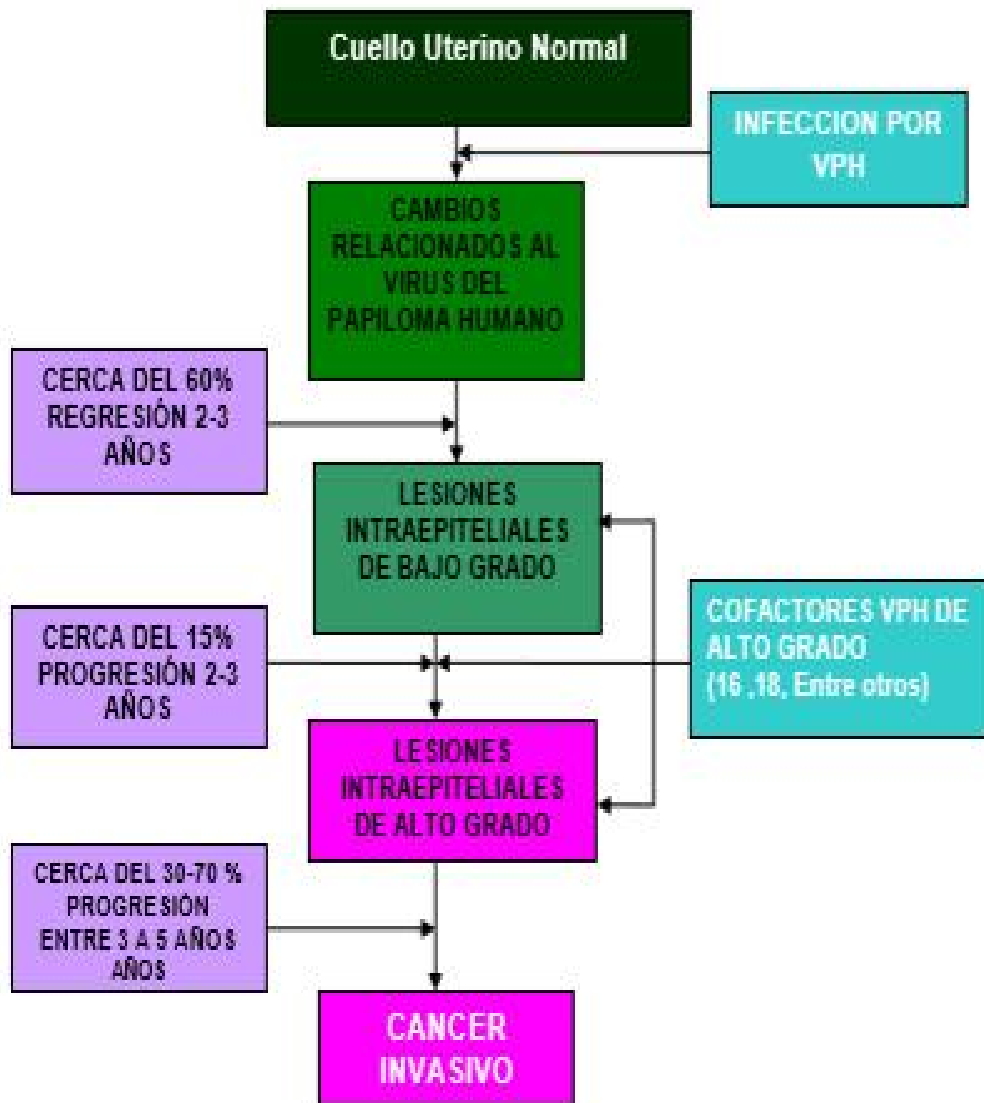 Cuello Uterino Normal
INFECCION POR
VPH
CAMBIOS
RELACIONADOS AL
VIRUS DEL
PAPILOMA HUMANO
CERCA DEL 60%
REGRESIÓN 2-3
AÑOS
LESIONES
INTRAEPITELIALES
DE BAJO GRADO
CERCA DEL 15%
PROGRESIÓN 2-3
AÑOS
COFACTORES VPH DE
ALTO GRADO
(16 ,18, Entre otros)
LESIONES
INTRAEPITELIALES
DE ALTO GRADO
CERCA DEL 30-70 %
PROGRESIÓN
ENTRE 3 A 5 AÑOS
AÑOS
CANCER
INVASIVO